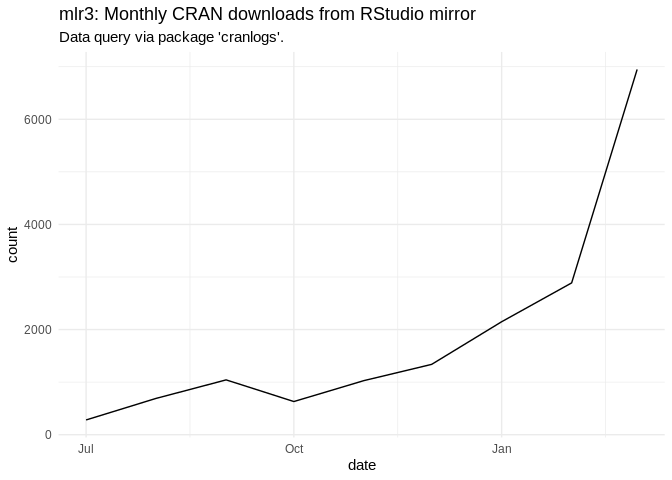 mlr3: Monthly CRAN downloads from RStudio mirror
Data query via package 'cranlogs'.
count
6000
4000
2000
0
Jul Oct Jan
date